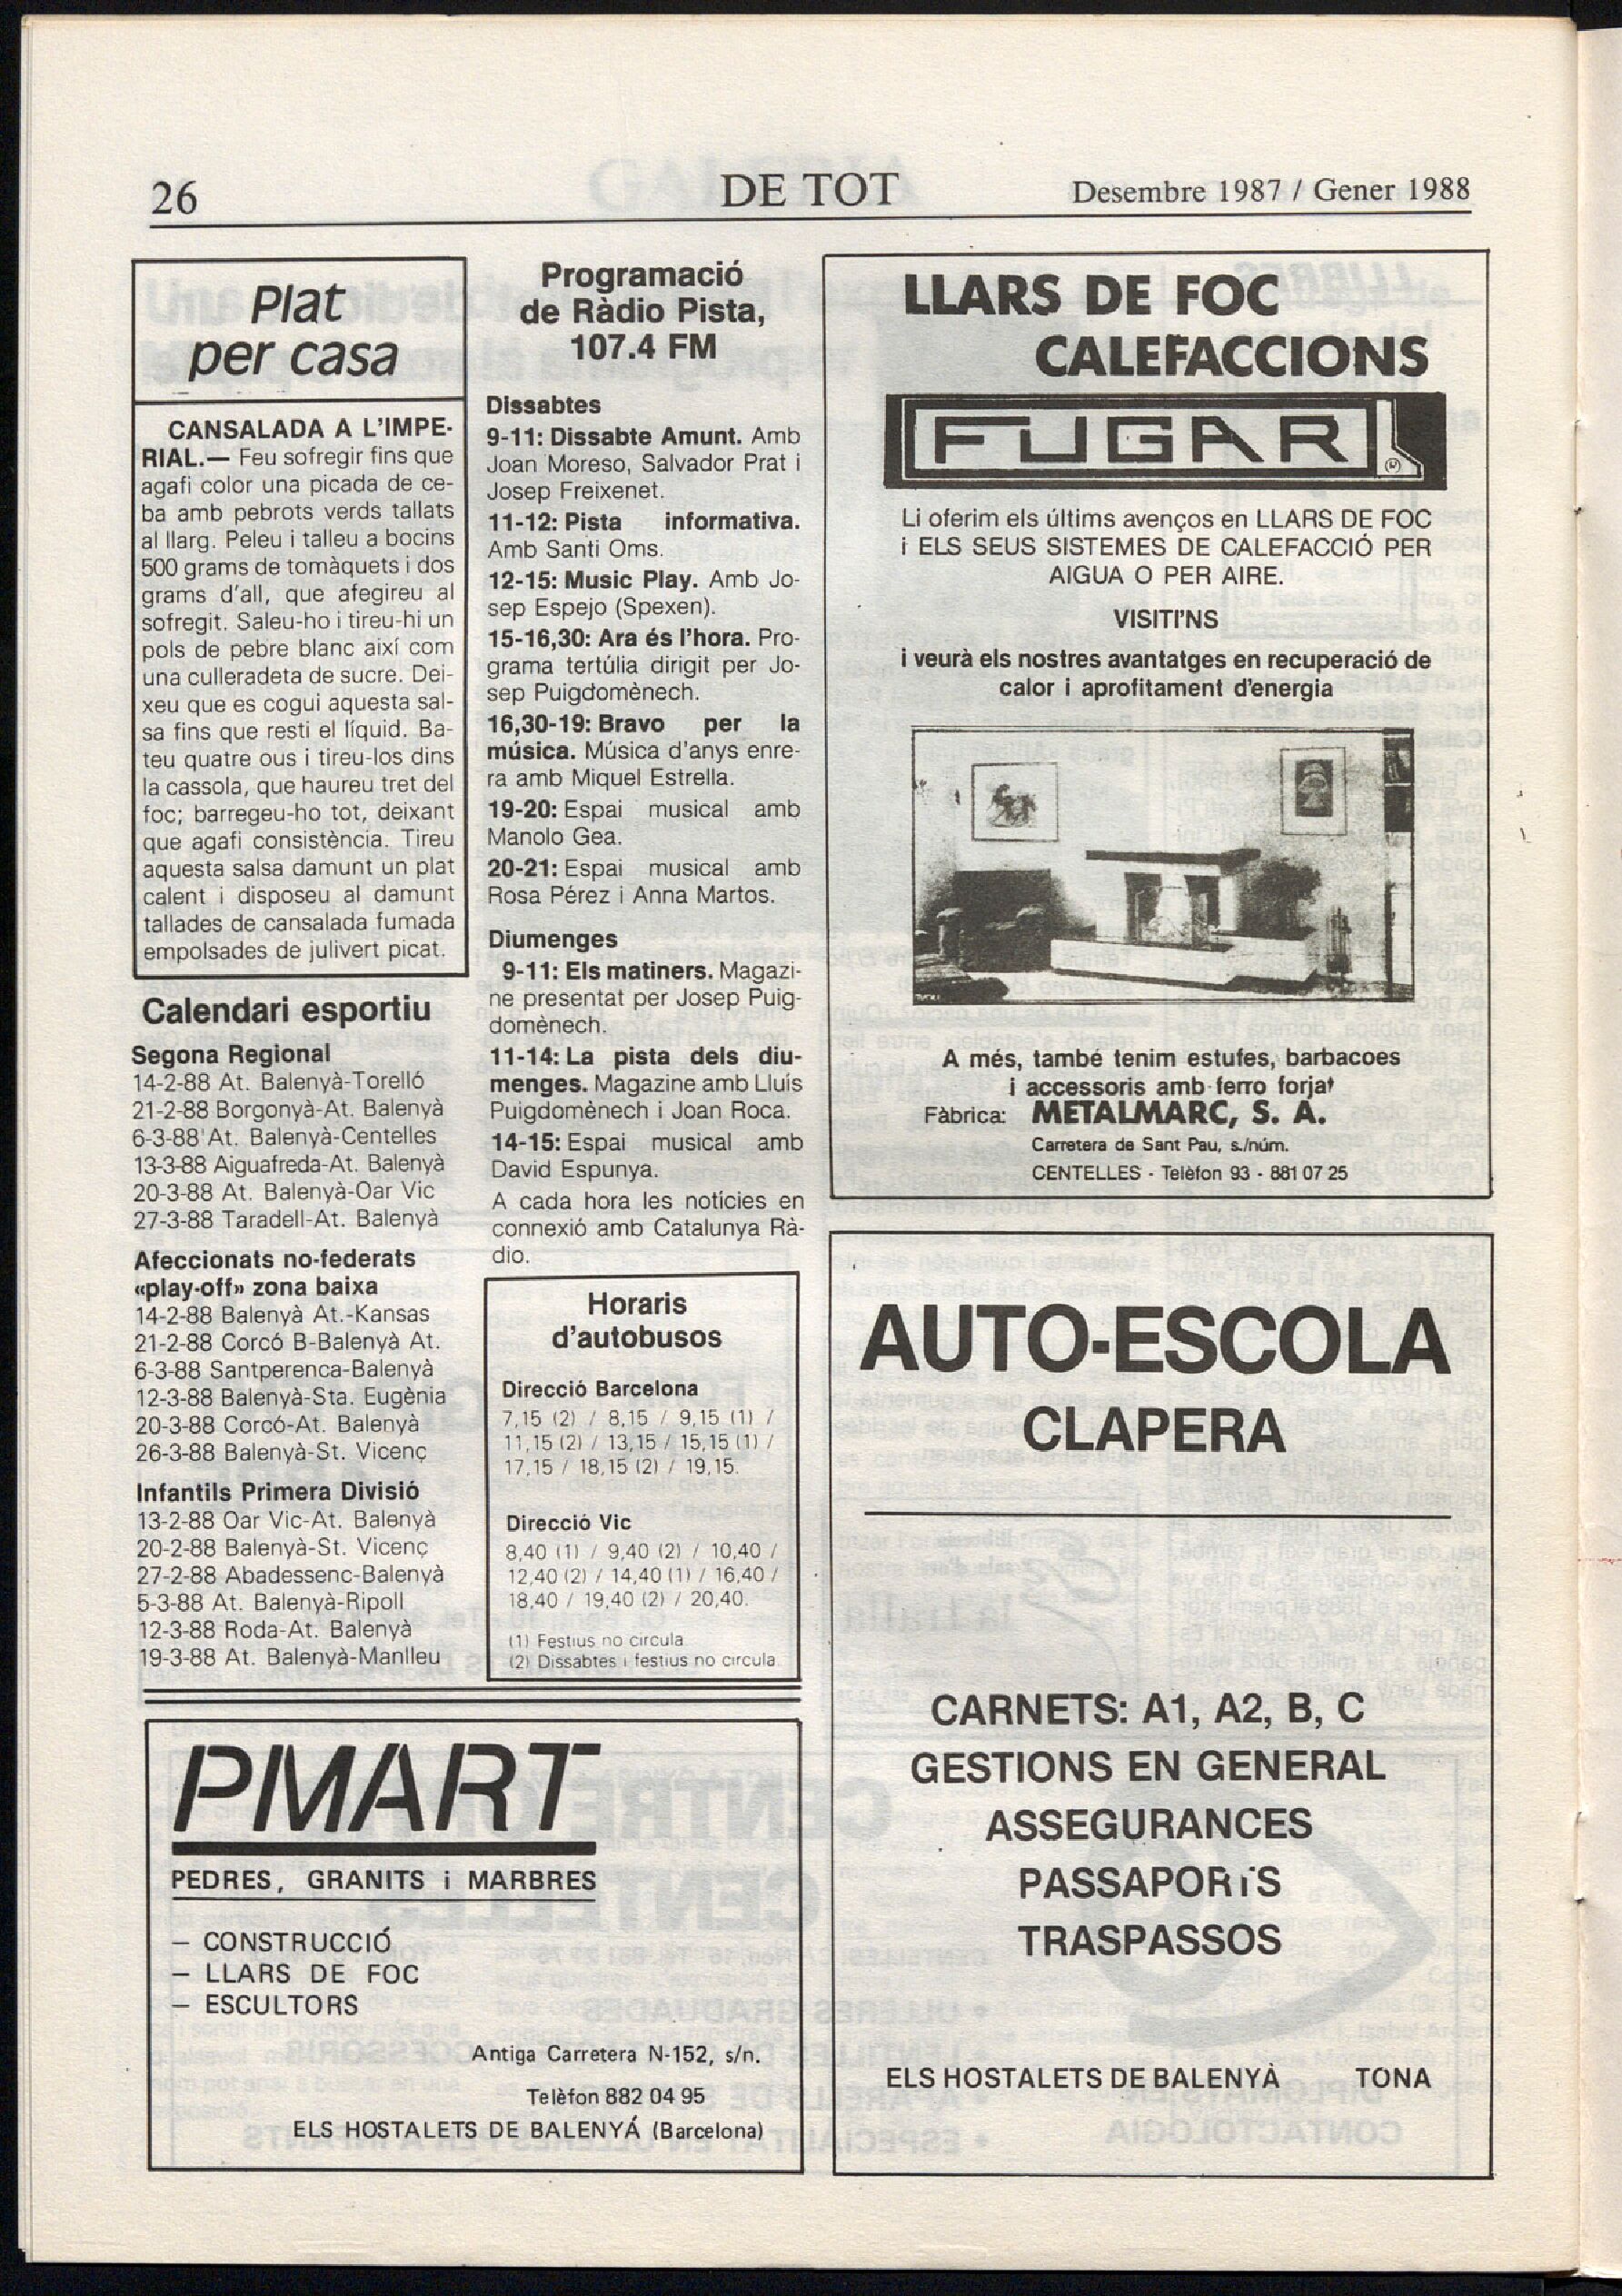 26
DE TOT
Desembre 1987 / Gener 1988
Plat
per casa
CANSALADA A L'IMPE-
RIAL.— Feu sofregir fins que
agafi color una picada de ce-
ba amb pebrots verds tallats
al llarg. Peleu i talleu a bocins
500 grams de tomàquets i dos
grams d'all, que afegireu al
sofregit. Saleu-ho i tireu-hi un
pols de pebre blanc així com
una culleradeta de sucre. Dei-
xeu que es cogui aquesta sal-
sa fins que resti el líquid. Ba-
teu quatre ous i tireu-los dins
la cassola, que haureu tret del
foc; barregeu-ho tot, deixant
que agafi consistència. Tireu
aquesta salsa damunt un plat
calent i disposeu al damunt
tallades de cansalada fumada
empolsades de julivert picat.
Calendari esportiu
Segona Regional
14-2-88 At. Balenyà-Torelló
21-2-88 Borgonyà-At. Balenyà
6-3-88 At. Balenyà-Centelles
13-3-88 Aiguafreda-At. Balenyà
20-3-88 At. Balenyà-Oar Vic
27-3-88 Taradell-At. Balenyà
Afeccionats no-federats
«play-off» zona baixa
14-2-88 Balenyà At.-Kansas
21-2-88 Corcó B-Balenyà At.
6-3-88 Santperenca-Balenyà
12-3-88 Balenyà-Sta. Eugènia
20-3-88 Corcó-At. Balenyà
26-3-88 Balenyà-St. Vicenç
Infantils Primera Divisió
13-2-88 Oar Vic-At. Balenyà
20-2-88 Balenyà-St. Vicenç
27-2-88 Abadessenc-Balenyà
5-3-88 At. Balenyà-Ripoll
12-3-88 Roda-At. Balenyà
19-3-88 At. Balenyà-Manlleu
Programació
de Ràdio Pista,
107.4 FM
Dissabtes
9-11: Dissabte Amunt. Amb
Joan Moreso, Salvador Prat i
Josep Freixenet.
11-12: Pista informativa.
Amb Santi Oms.
12-15: Music Play. Amb Jo-
sep Espejo (Spexen).
15-16,30: Ara és l'hora. Pro-
grama tertúlia dirigit per Jo-
sep Puigdomènech.
16,30-19: Bravo per la
música. Música d'anys enre-
ra amb Miquel Estrella.
19-20: Espai musical amb
Manolo Gea.
20-21: Espai musical amb
Rosa Pérez i Anna Martos.
Diumenges
9-11: Els matiners. Magazi-
ne presentat per Josep Puig-
domènech.
11-14: La pista dels diu-
menges. Magazine amb Lluís
Puigdomènech i Joan Roca.
14-15: Espai musical amb
David Espunya.
A cada hora les notícies en
connexió amb Catalunya Rà-
dio.
Horaris
d'autobusos
Direcció Barcelona
7,15 (2) / 8,15 / 9,15 (1) /
11,15 (2) / 13,15 / 15,15 (1) /
17,15 / 18,15 (2) / 19,15.
Direcció Vic
8,40 (1) / 9,40 (2) / 10,40 /
12,40 (2) / 14,40 (1) / 16,40 /
18,40 / 19,40 (2) / 20,40.
(1) Festius no circula.
(2) Dissabtes i festius no circula.
PMART
PEDRES, GRANITS i MARBRES
— CONSTRUCCIÓ
— LLARS DE FOC
— ESCULTORS
Antiga Carretera N-152, s/n.
Telèfon 882 04 95
ELS HOSTALETS DE BALENYÁ (Barcelona)
LLARS DE FOC
CALEFACCIONS
FUGAR
Li oferim els últims avenços en LLARS DE FOC
i ELS SEUS SISTEMES DE CALEFACCIÓ PER
AIGUA O PER AIRE.
VISITI'NS
i veurà els nostres avantatges en recuperació de
calor i aprofitament d'energia
A més, també tenim estufes, barbacoes
i accessoris amb ferro forjat
Fàbrica: METALMARC, S. A.
Carretera de Sant Pau, s./núm.
CENTELLES - Telèfon 93 - 881 07 25
AUTO-ESCOLA
CLAPERA
CARNETS: A1, A2, B, C
GESTIONS EN GENERAL
ASSEGURANCES
PASSAPORTS
TRASPASSOS
ELS HOSTALETS DE BALENYÀ TONA